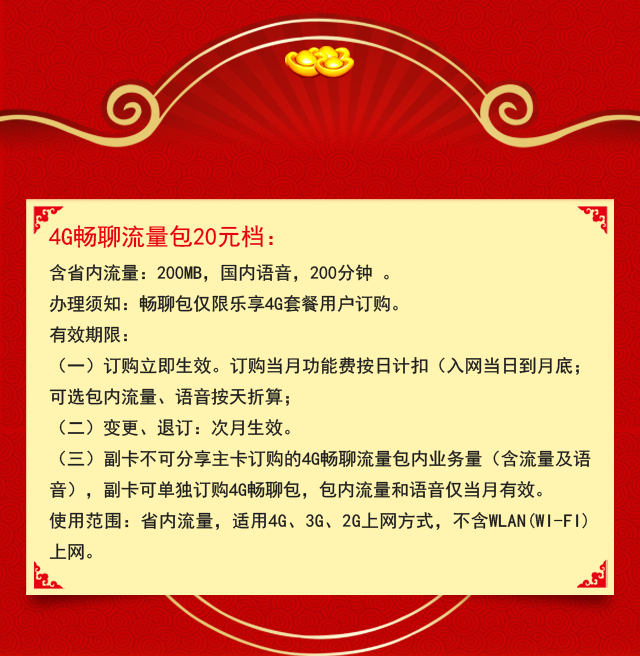 4G畅聊流量包20元档：
含省内流量：200MB，国内语音，200分钟 。
办理须知：畅聊包仅限乐享4G套餐用户订购。
有效期限：
（一）订购立即生效。订购当月功能费按日计扣（入网当日到月底；
可选包内流量、语音按天折算；
（二）变更、退订：次月生效。
（三）副卡不可分享主卡订购的4G畅聊流量包内业务量（含流量及语
音），副卡可单独订购4G畅聊包，包内流量和语音仅当月有效。
使用范围：省内流量，适用4G、3G、2G上网方式，不含WLAN(WI-FI)
上网。